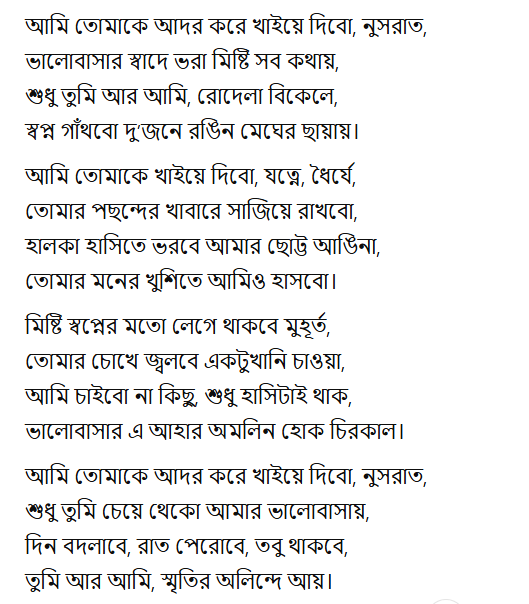 আমি তোমাকে আদর করে খাইয়ে দিবো, নুসরাত,
ভালোবাসার স্বাদে ভরা মিষ্টি সব কথায়,
শুধু তুমি আর আমি, রোদেলা বিকেলে,
স্বপ্ন গাঁথবো দু’জনে রঙিন মেঘের ছায়ায়।
আমি তোমাকে খাইয়ে দিবো, যত্নে, ধৈর্যে,
তোমার পছন্দের খাবারে সাজিয়ে রাখবো,
হালকা হাসিতে ভরবে আমার ছোট্ট আঙিনা,
তোমার মনের খুশিতে আমিও হাসবো।
মিষ্টি স্বপ্নের মতো লেগে থাকবে মুহূর্ত,
তোমার চোখে জ্বলবে একটুখানি চাওয়া,
আমি চাইবো না কিছু, শুধু হাসিটাই থাক,
ভালোবাসার এ আহার অমলিন হোক চিরকাল।
আমি তোমাকে আদর করে খাইয়ে দিবো, নুসরাত,
শুধু তুমি চেয়ে থেকো আমার ভালোবাসায়,
দিন বদলাবে, রাত পেরোবে, তবু থাকবে,
তুমি আর আমি, স্মৃতির অলিন্দে আয়।